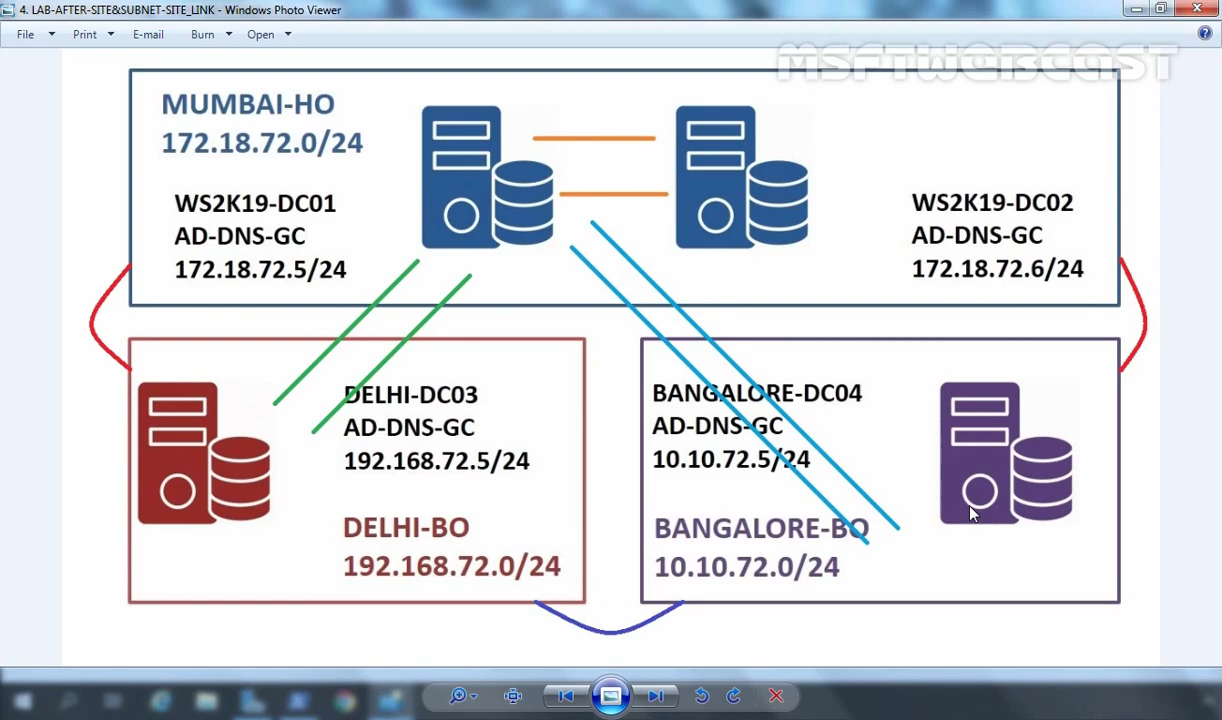 4. LAB-AFTER-SITE&SUBNET-SITE_LINK - Windows Photo Viewer
File Print E-mail Burn Open
MSFTWEBCAST
MUMBAI-HO
172.18.72.0/24
WS2K19-DC01
AD-DNS-GC
172.18.72.5/24
WS2K19-DC02
AD-DNS-GC
172.18.72.6/24
DELHI-DC03
AD-DNS-GC
192.168.72.5/24
DELHI-BO
192.168.72.0/24
BANGALORE-DC04
AD-DNS-GC
10.10.72.5/24
BANGALORE-BO
10.10.72.0/24